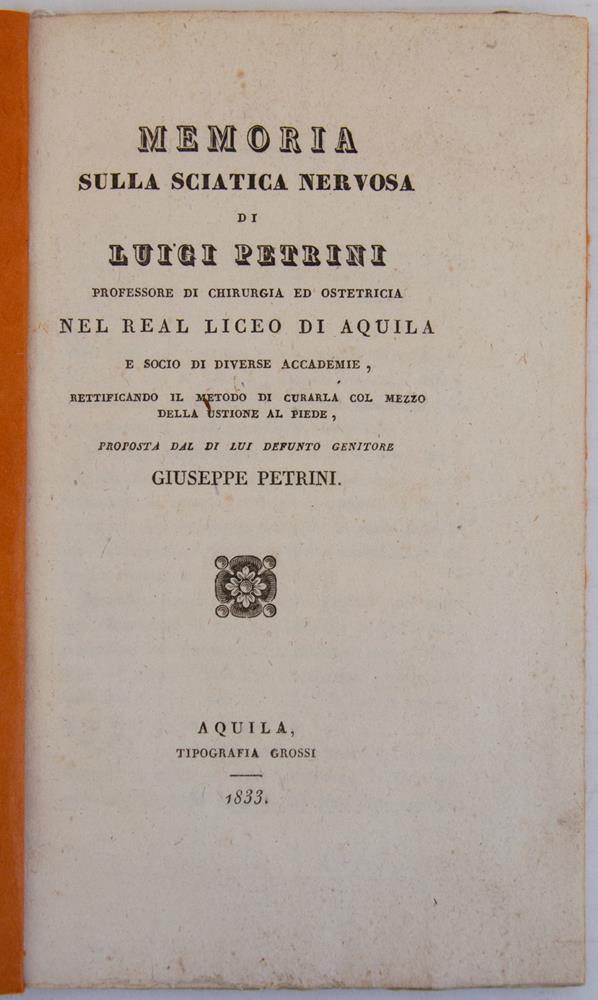 MEMORIA
SULLA SCIATICA NERVOSA
DI
LUIGI PETRINI
PROFESSORE DI CHIRURGIA ED OSTETRICIA
NEL REAL LICEO DI AQUILA
E SOCIO DI DIVERSE ACCADEMIE ,
RETTIFICANDO IL METODO DI CURARLA COL MEZZO
DELLA USTIONE AL PIEDE ,
PROPOSTA DAL DI LUI DEFUNTO GENITORE
GIUSEPPE PETRINI.
AQUILA,
TIPOGRAFIA GROSSI
1833.